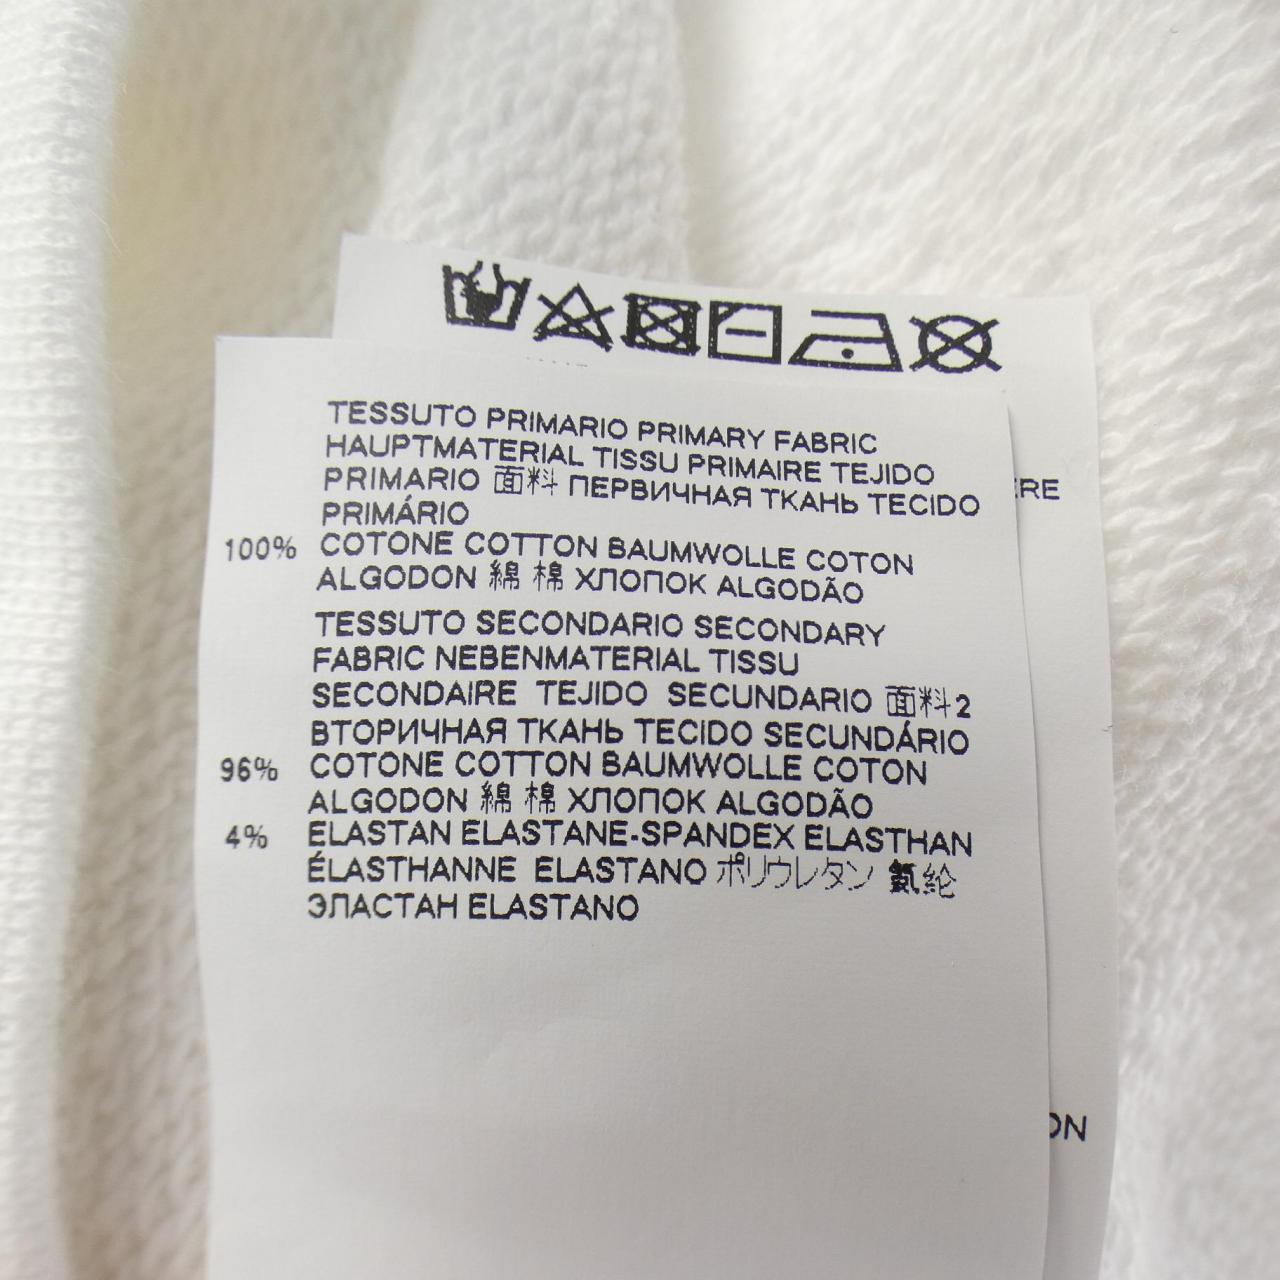 TESSUTO PRIMARIO PRIMARY FABRIC
HAUPTMATERIAL TISSU PRIMAIRE TEJIDO
PRIMARIO 面料 ПЕРВИЧНАЯ ТКАНЬ TECIDO
PRIMÁRIO
100% COTONE COTTON BAUMWOLLE COTON
ALGODON 綿 棉 ХЛОПОК ALGODÃO
TESSUTO SECONDARIO SECONDARY
FABRIC NEBENMATERIAL TISSU
SECONDAIRE TEJIDO SECUNDARIO 面料2
ВТОРИЧНАЯ ТКАНЬ TECIDO SECUNDÁRIO
96% COTONE COTTON BAUMWOLLE COTON
ALGODON 綿 棉 ХЛОПОК ALGODÃO
4% ELASTAN ELASTANE-SPANDEX ELASTHAN
ÉLASTHANNE ELASTANO ポリウレタン 氨纶
ЭЛАСТАН ELASTANO